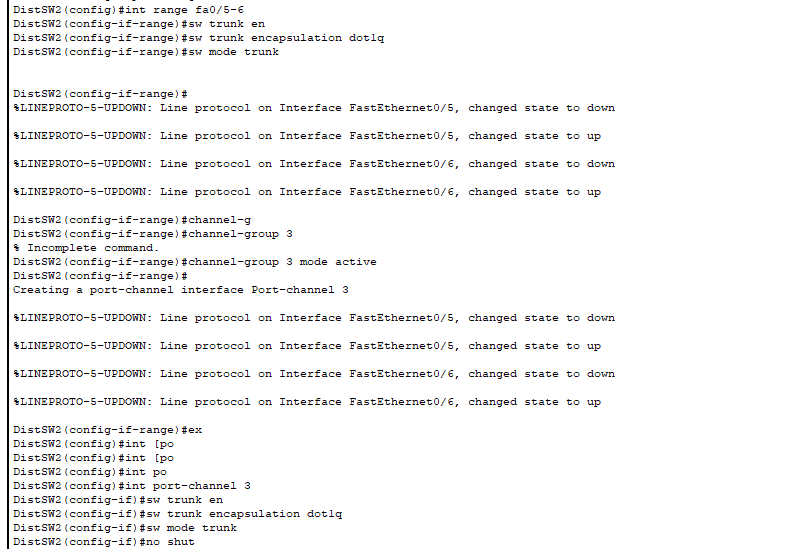 DistSW2(config)#int range fa0/5-6
DistSW2(config-if-range)#sw trunk en
DistSW2(config-if-range)#sw trunk encapsulation dot1q
DistSW2(config-if-range)#sw mode trunk
DistSW2(config-if-range)#
%LINEPROTO-5-UPDOWN: Line protocol on Interface FastEthernet0/5, changed state to down
%LINEPROTO-5-UPDOWN: Line protocol on Interface FastEthernet0/5, changed state to up
%LINEPROTO-5-UPDOWN: Line protocol on Interface FastEthernet0/6, changed state to down
%LINEPROTO-5-UPDOWN: Line protocol on Interface FastEthernet0/6, changed state to up
DistSW2(config-if-range)#channel-g
DistSW2(config-if-range)#channel-group 3
% Incomplete command.
DistSW2(config-if-range)#channel-group 3 mode active
DistSW2(config-if-range)#
Creating a port-channel interface Port-channel 3
%LINEPROTO-5-UPDOWN: Line protocol on Interface FastEthernet0/5, changed state to down
%LINEPROTO-5-UPDOWN: Line protocol on Interface FastEthernet0/5, changed state to up
%LINEPROTO-5-UPDOWN: Line protocol on Interface FastEthernet0/6, changed state to down
%LINEPROTO-5-UPDOWN: Line protocol on Interface FastEthernet0/6, changed state to up
DistSW2(config-if-range)#ex
DistSW2(config)#int [po
DistSW2(config)#int [po
DistSW2(config)#int po
DistSW2(config)#int port-channel 3
DistSW2(config-if)#sw trunk en
DistSW2(config-if)#sw trunk encapsulation dot1q
DistSW2(config-if)#sw mode trunk
DistSW2(config-if)#no shut